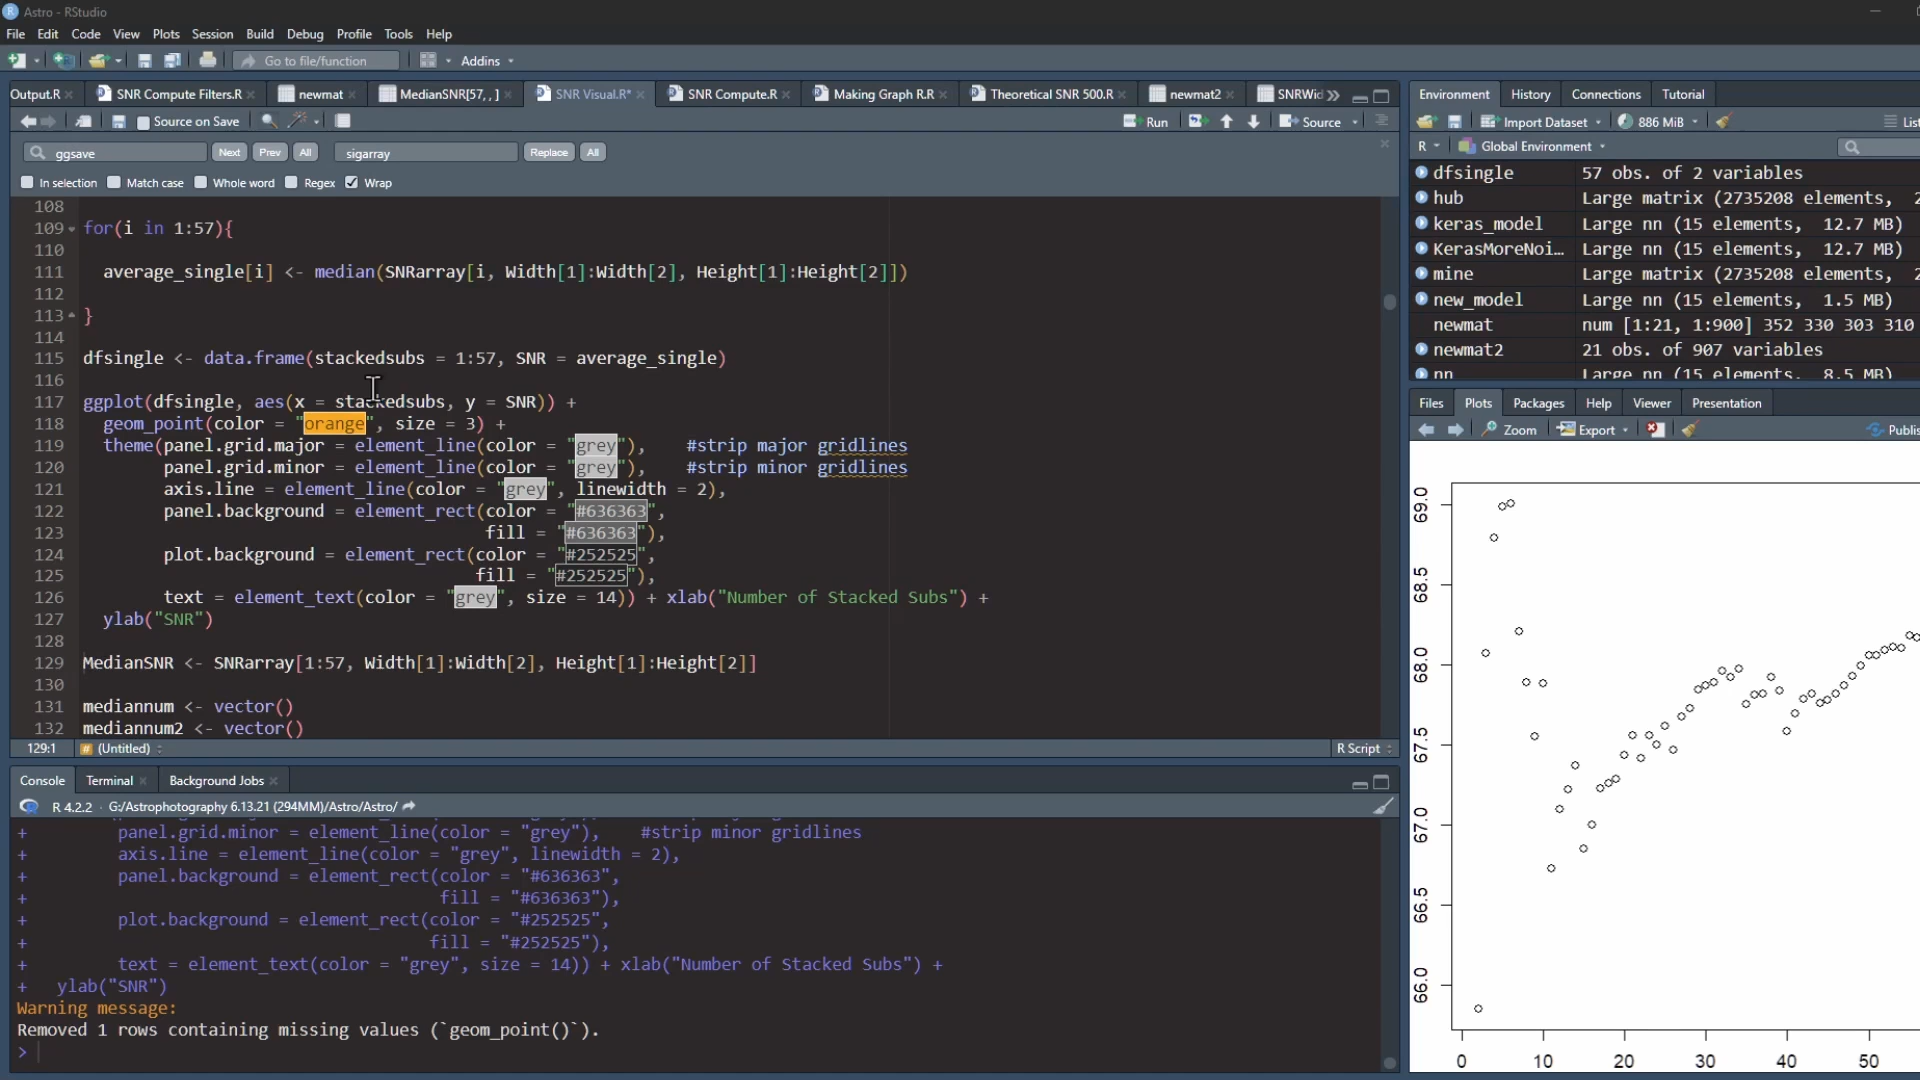 Astro - RStudio
File Edit Code View Plots Session Build Debug Profile Tools Help
Go to file/function Addins
Output.R SNR Compute Filters.R newmat MedianSNR[57, , ] SNR Visual.R* SNR Compute.R Making Graph R.R Theoretical SNR 500.R newmat2 SNRWid
Source on Save Run Source
ggsave Next Prev All sigarray Replace All
In selection Match case Whole word Regex Wrap
108
109 for(i in 1:57){
110
111 average_single[i] <- median(SNRarray[i, Width[1]:Width[2], Height[1]:Height[2]])
112
113 }
114
115 dfsingle <- data.frame(stackedsubs = 1:57, SNR = average_single)
116
117 ggplot(dfsingle, aes(x = stackedsubs, y = SNR)) +
118 geom_point(color = "orange", size = 3) +
119 theme(panel.grid.major = element_line(color = "grey"), #strip major gridlines
120 panel.grid.minor = element_line(color = "grey"), #strip minor gridlines
121 axis.line = element_line(color = "grey", linewidth = 2),
122 panel.background = element_rect(color = "#636363",
123 fill = "#636363"),
124 plot.background = element_rect(color = "#252525",
125 fill = "#252525"),
126 text = element_text(color = "grey", size = 14)) + xlab("Number of Stacked Subs") +
127 ylab("SNR")
128
129 MedianSNR <- SNRarray[1:57, Width[1]:Width[2], Height[1]:Height[2]]
130
131 mediannum <- vector()
132 mediannum2 <- vector()
129:1 # (Untitled) R Script
Console Terminal Background Jobs
R 4.2.2 · G:/Astrophotography 6.13.21 (294MM)/Astro/Astro/
+ panel.grid.minor = element_line(color = "grey"), #strip minor gridlines
+ axis.line = element_line(color = "grey", linewidth = 2),
+ panel.background = element_rect(color = "#636363",
+ fill = "#636363"),
+ plot.background = element_rect(color = "#252525",
+ fill = "#252525"),
+ text = element_text(color = "grey", size = 14)) + xlab("Number of Stacked Subs") +
+ ylab("SNR")
Warning message:
Removed 1 rows containing missing values (`geom_point()`).
>
Environment History Connections Tutorial
Import Dataset 886 MiB List
R Global Environment
dfsingle 57 obs. of 2 variables
hub Large matrix (2735208 elements, 2
keras_model Large nn (15 elements, 12.7 MB)
KerasMoreNoi… Large nn (15 elements, 12.7 MB)
mine Large matrix (2735208 elements, 2
new_model Large nn (15 elements, 1.5 MB)
newmat num [1:21, 1:900] 352 330 303 310
newmat2 21 obs. of 907 variables
nn Large nn (15 elements, 8.5 MB)
Files Plots Packages Help Viewer Presentation
Zoom Export Publis
69.0
68.5
68.0
67.5
67.0
66.5
66.0
0 10 20 30 40 50